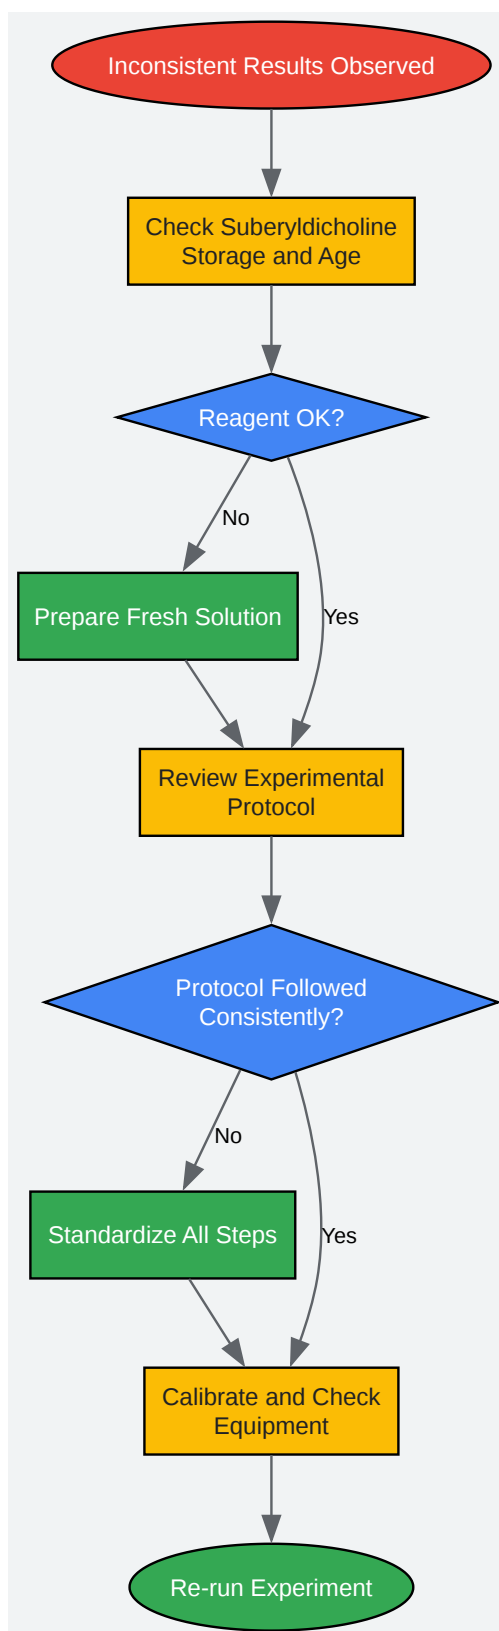 Inconsistent Results Observed
Check Suberyldicholine
Storage and Age
Reagent OK?
No
Prepare Fresh Solution
Yes
Review Experimental
Protocol
Protocol Followed
Consistently?
No
Standardize All Steps
Yes
Calibrate and Check
Equipment
Re-run Experiment